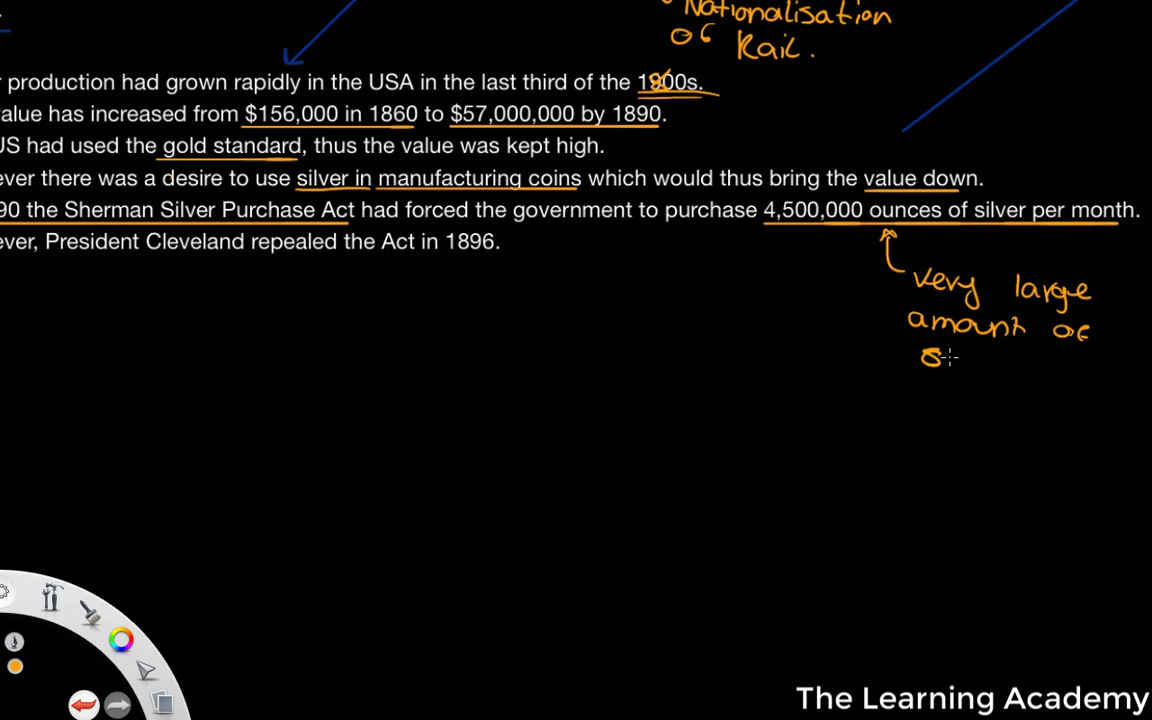 Nationalisation
of Rail.
production had grown rapidly in the USA in the last third of the 1800s.
alue has increased from $156,000 in 1860 to $57,000,000 by 1890.
US had used the gold standard, thus the value was kept high.
ever there was a desire to use silver in manufacturing coins which would thus bring the value down.
90 the Sherman Silver Purchase Act had forced the government to purchase 4,500,000 ounces of silver per month.
ever, President Cleveland repealed the Act in 1896.
very large
amount of
s
The Learning Academy